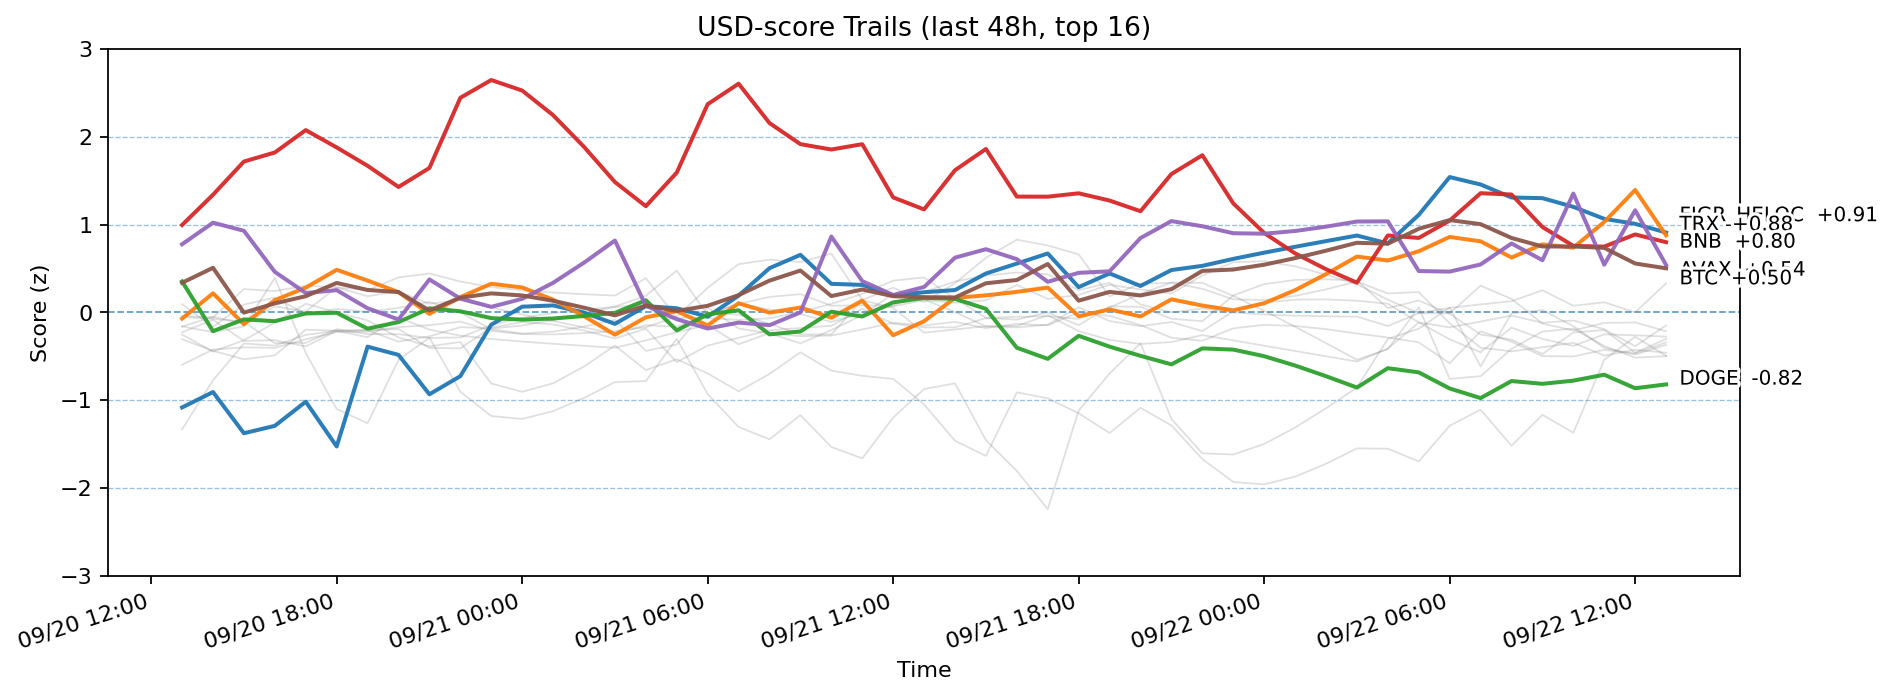 USD-score Trails (last 48h, top 16)
3
2
1
0
−1
−2
−3
Score (z)
+0.91
TRX +0.88
BNB +0.80
+0.54
BTC +0.50
DOGE -0.82
09/20 12:00
09/20 18:00
09/21 00:00
09/21 06:00
09/21 12:00
09/21 18:00
09/22 00:00
09/22 06:00
09/22 12:00
Time